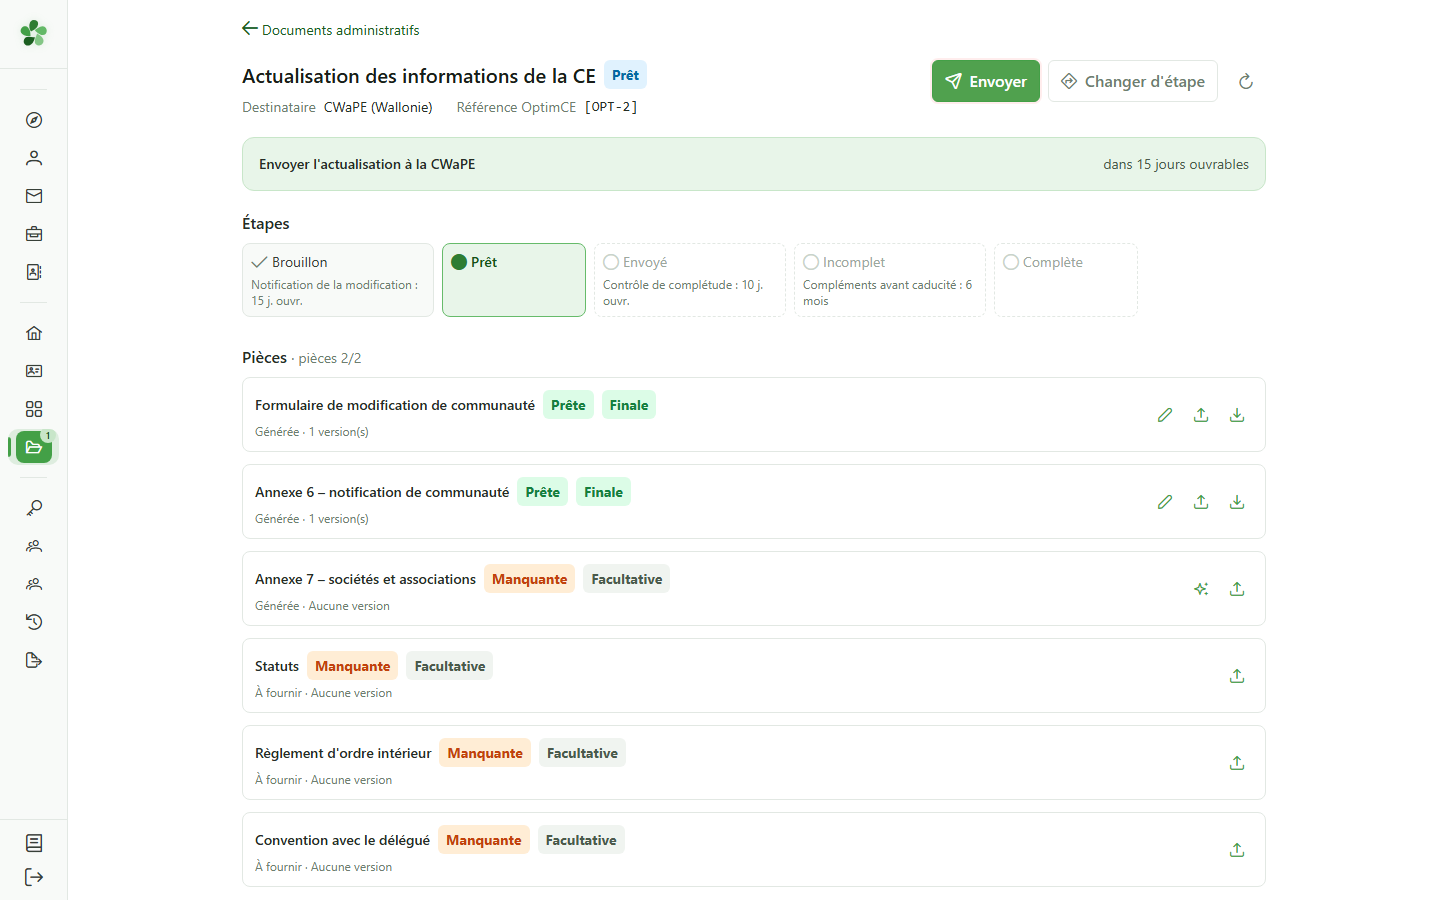 Documents administratifs
Actualisation des informations de la CE Prêt
Envoyer
Changer d'étape
Destinataire CWaPE (Wallonie) Référence OptimCE [OPT-2]
Envoyer l'actualisation à la CWaPE
dans 15 jours ouvrables
Étapes
Brouillon
Notification de la modification :
15 j. ouvr.
Prêt
Envoyé
Contrôle de complétude : 10 j.
ouvr.
Incomplet
Compléments avant caducité : 6
mois
Complète
Pièces · pièces 2/2
Formulaire de modification de communauté Prête Finale
Générée · 1 version(s)
1
Annexe 6 – notification de communauté Prête Finale
Générée · 1 version(s)
Annexe 7 – sociétés et associations Manquante Facultative
Générée · Aucune version
Statuts Manquante Facultative
À fournir · Aucune version
Règlement d'ordre intérieur Manquante Facultative
À fournir · Aucune version
Convention avec le délégué Manquante Facultative
À fournir · Aucune version